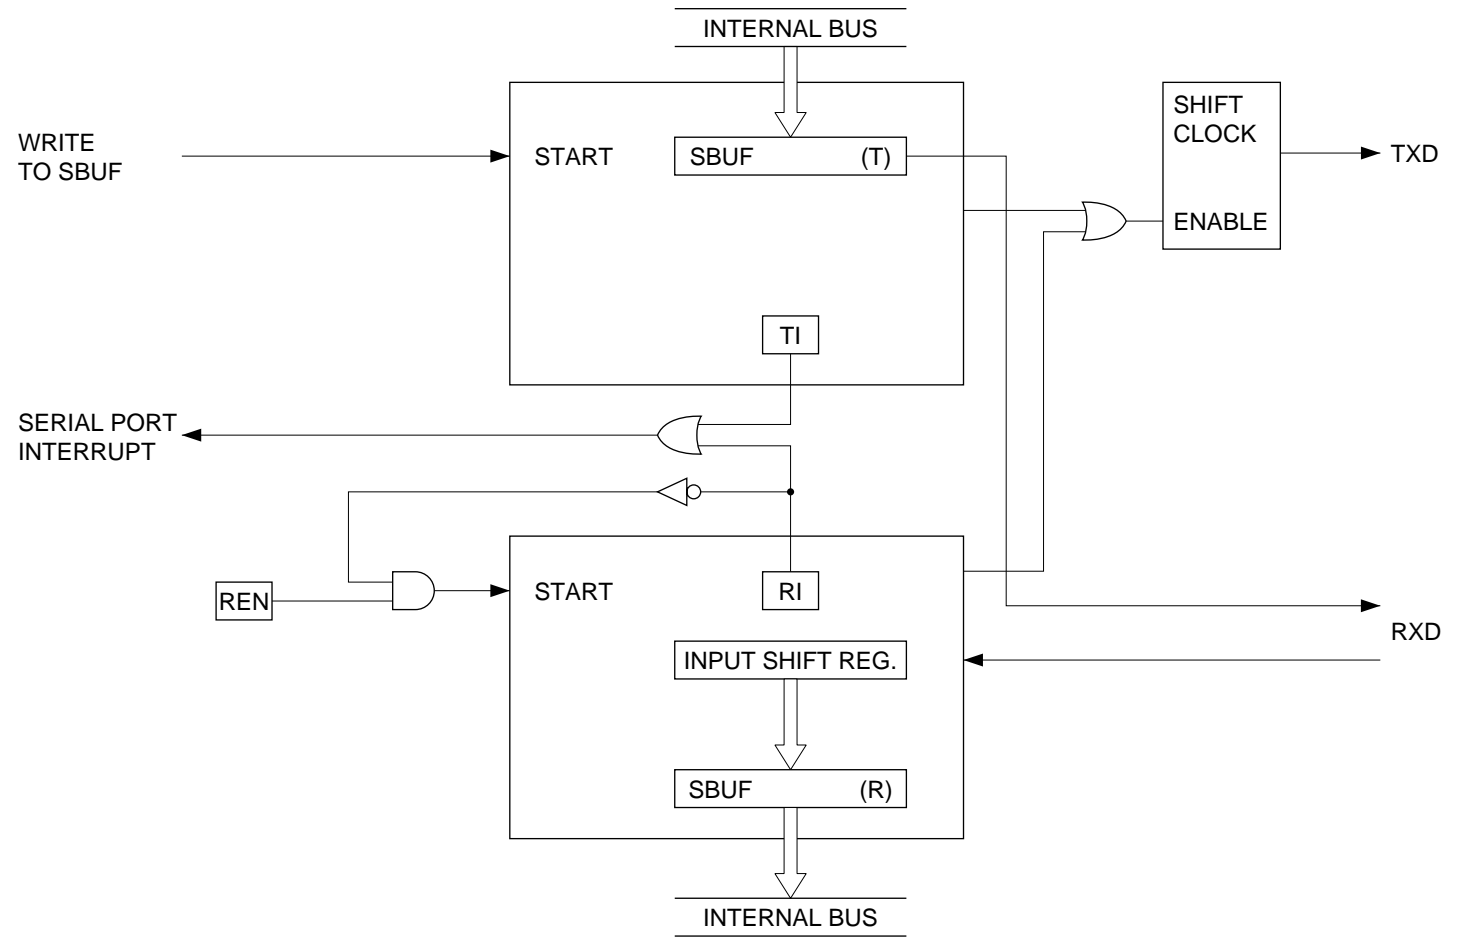 INTERNAL BUS
WRITE
TO SBUF
START
SBUF (T)
SHIFT
CLOCK
ENABLE
TXD
TI
SERIAL PORT
INTERRUPT
REN
START
RI
RXD
INPUT SHIFT REG.
SBUF (R)
INTERNAL BUS